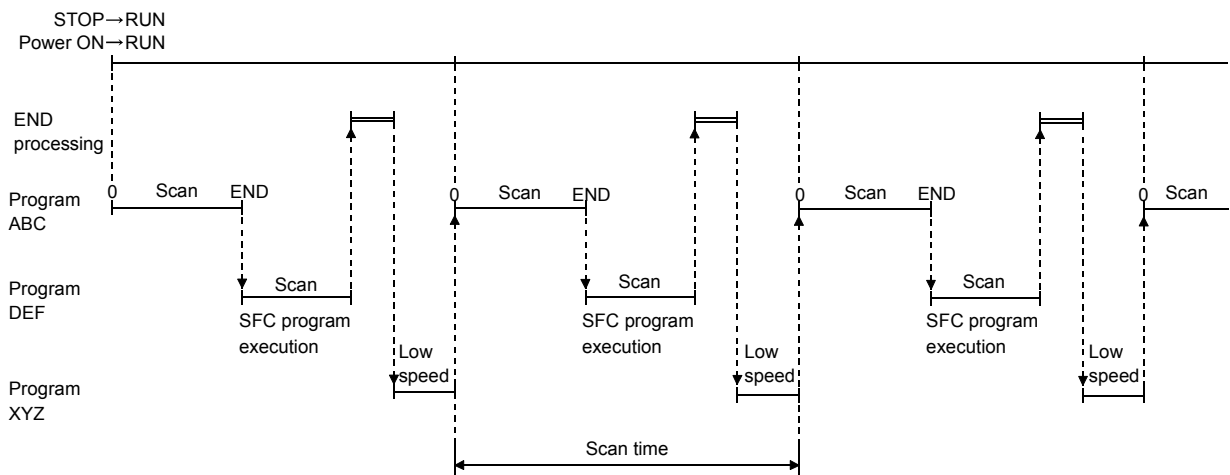 STOP→RUN
Power ON→RUN
END
processing
Program
ABC
0 Scan END 0 Scan END 0 Scan END 0 Scan
Program
DEF
Scan Scan Scan
SFC program
execution
SFC program
execution
SFC program
execution
Program
XYZ
Low
speed
Low
speed
Low
speed
Scan time